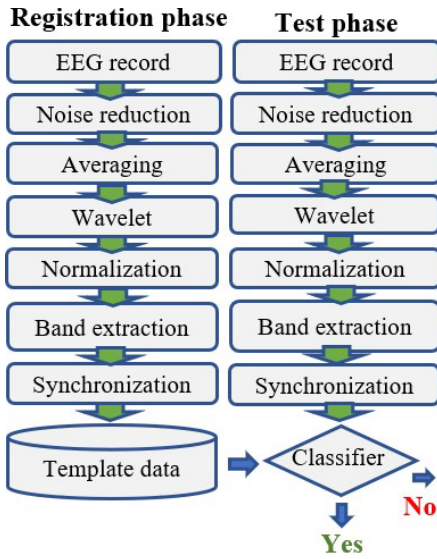 Registration phase
EEG record
Noise reduction
Averaging
Wavelet
Normalization
Band extraction
Synchronization
Template data
Test phase
EEG record
Noise reduction
Averaging
Wavelet
Normalization
Band extraction
Synchronization
Classifier
No
Yes